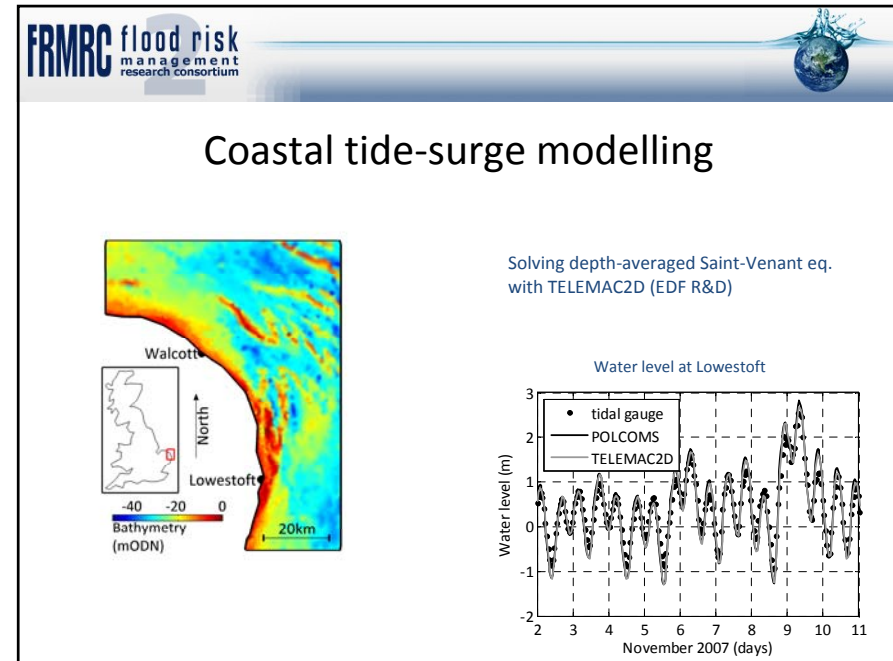 FRMRC flood risk
management
research consortium
2
Coastal tide-surge modelling
Walcott
North
Lowestoft
-40 -20 0
Bathymetry
(mODN)
20km
Solving depth-averaged Saint-Venant eq.
with TELEMAC2D (EDF R&D)
Water level at Lowestoft
tidal gauge
POLCOMS
TELEMAC2D
Water level (m)
3
2
1
0
-1
-2
2 3 4 5 6 7 8 9 10 11
November 2007 (days)